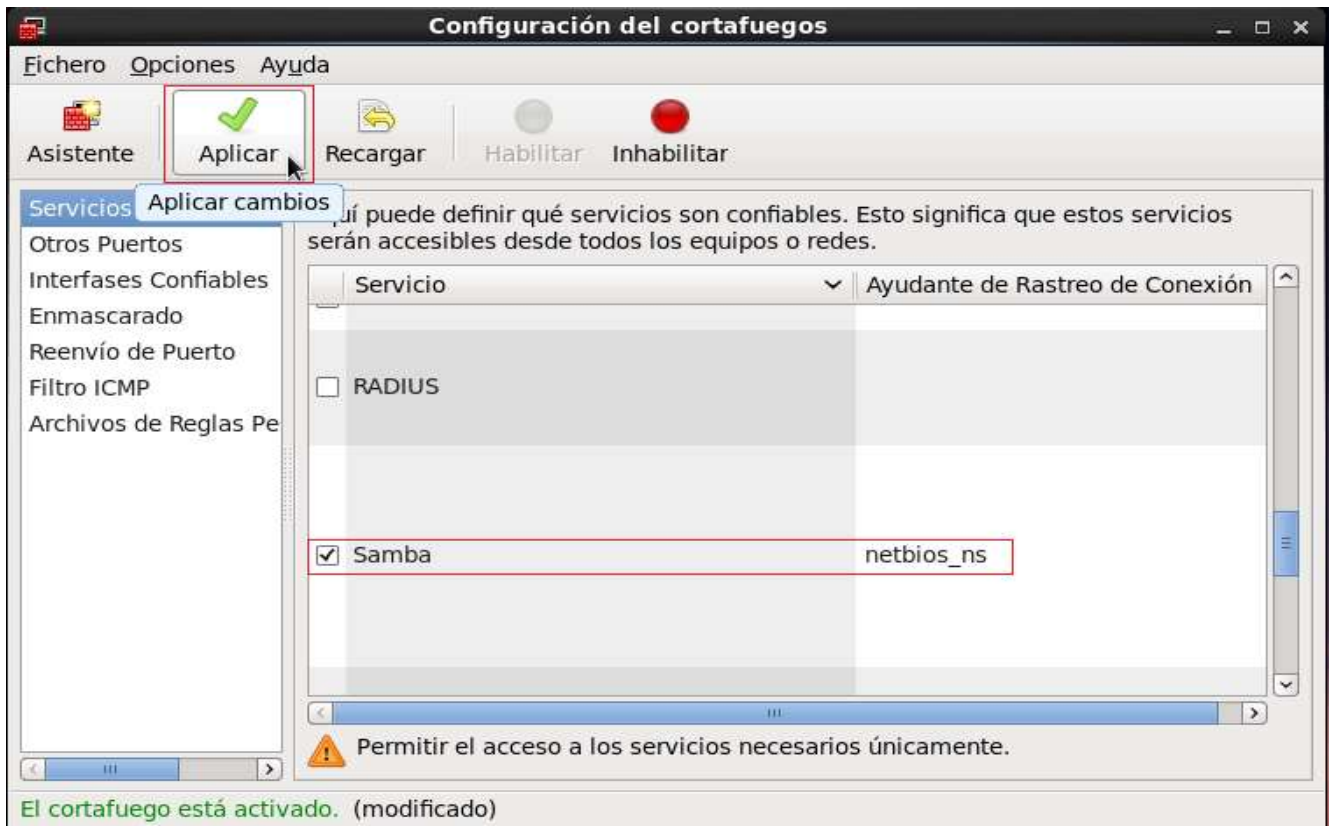 Configuración del cortafuegos
Fichero Opciones Ayuda
Asistente Aplicar Recargar Habilitar Inhabilitar
Aplicar cambios
Servicios
Otros Puertos
Interfases Confiables
Enmascarado
Reenvío de Puerto
Filtro ICMP
Archivos de Reglas Pe
uí puede definir qué servicios son confiables. Esto significa que estos servicios
serán accesibles desde todos los equipos o redes.
Servicio Ayudante de Rastreo de Conexión
RADIUS
Samba netbios_ns
Permitir el acceso a los servicios necesarios únicamente.
El cortafuego está activado. (modificado)